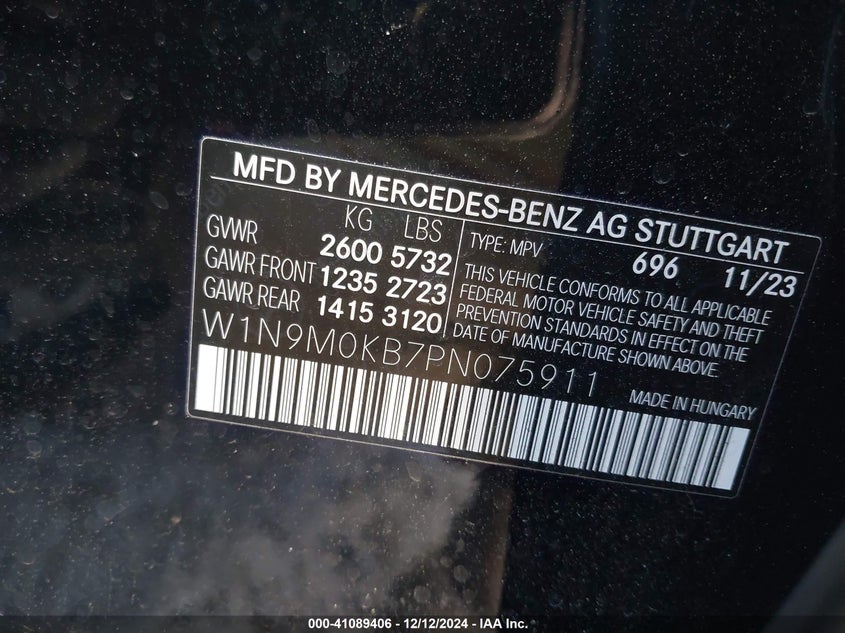 MFD BY MERCEDES-BENZ AG STUTTGART
KG LBS
GVWR 2600 5732
GAWR FRONT 1235 2723
GAWR REAR 1415 3120
TYPE: MPV 696 11/23
THIS VEHICLE CONFORMS TO ALL APPLICABLE
FEDERAL MOTOR VEHICLE SAFETY AND THEFT
PREVENTION STANDARDS IN EFFECT ON THE
DATE OF MANUFACTURE SHOWN ABOVE.
W1N9M0KB7PN075911
MADE IN HUNGARY
000-41089406 - 12/12/2024 - IAA Inc.